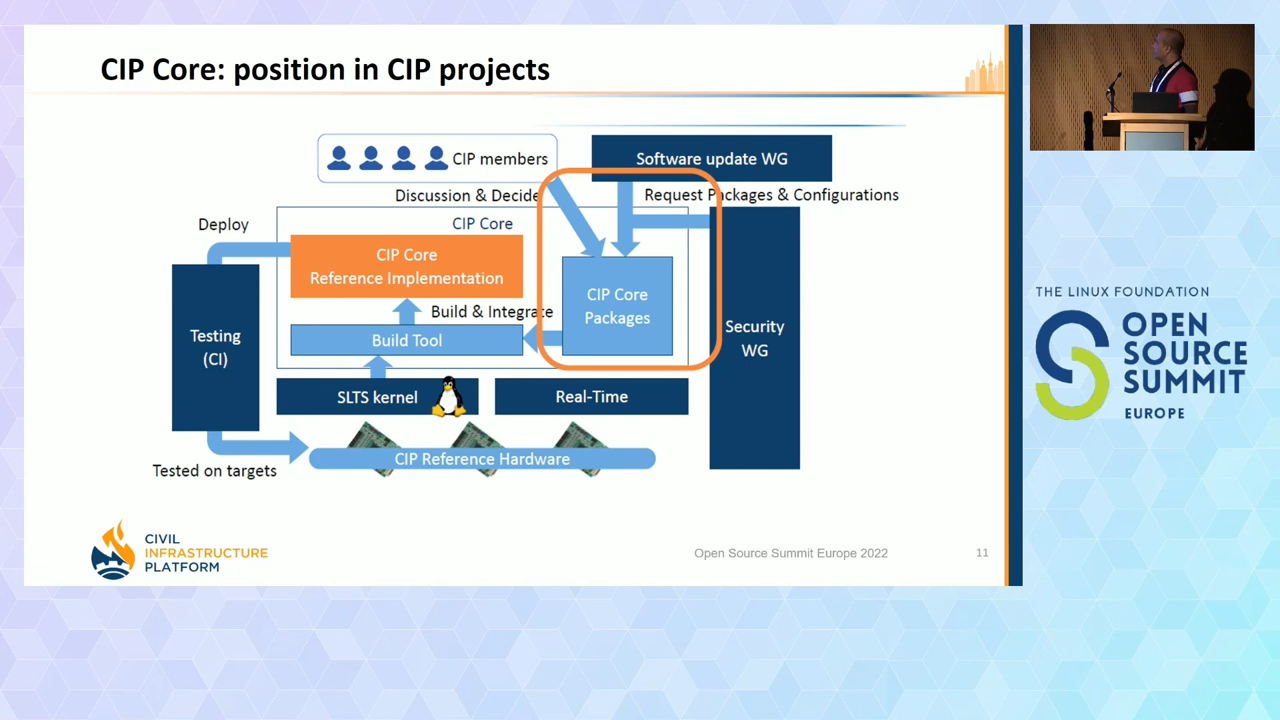 CIP Core: position in CIP projects
CIP members
Software update WG
Discussion & Decide
Request Packages & Configurations
Deploy
CIP Core
CIP Core
Reference Implementation
CIP Core
Packages
Build & Integrate
Testing
(CI)
Build Tool
Security
WG
SLTS kernel
Real-Time
CIP Reference Hardware
Tested on targets
CIVIL
INFRASTRUCTURE
PLATFORM
Open Source Summit Europe 2022
11
THE LINUX FOUNDATION
OPEN
SOURCE
SUMMIT
EUROPE